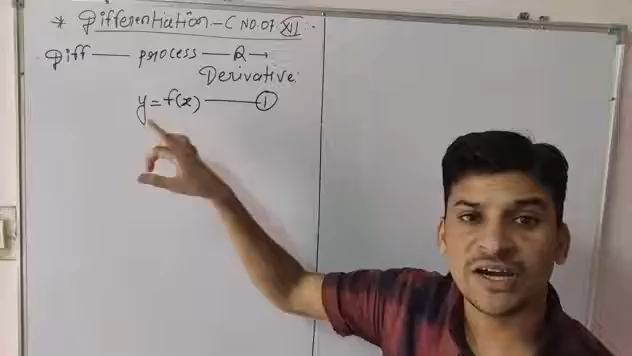 * Differentiation - C NO.07 XII :-
Diff — process — R →
Derivative:
y = f(x) — 1